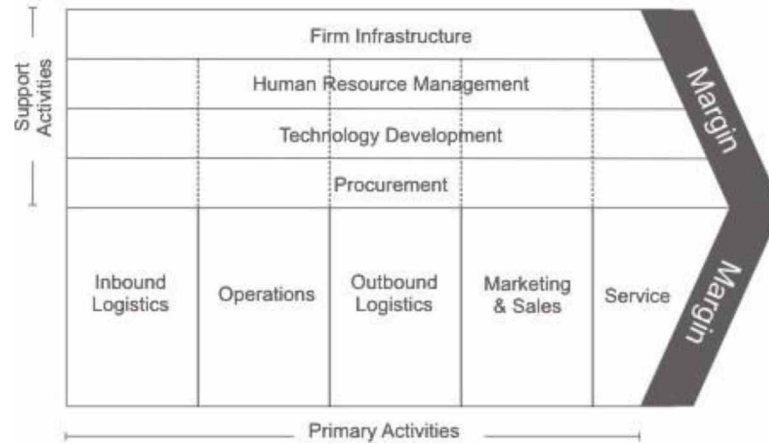 Support
Activities
Firm Infrastructure
Human Resource Management
Technology Development
Procurement
Margin
Inbound
Logistics
Operations
Outbound
Logistics
Marketing
& Sales
Service
Margin
Primary Activities